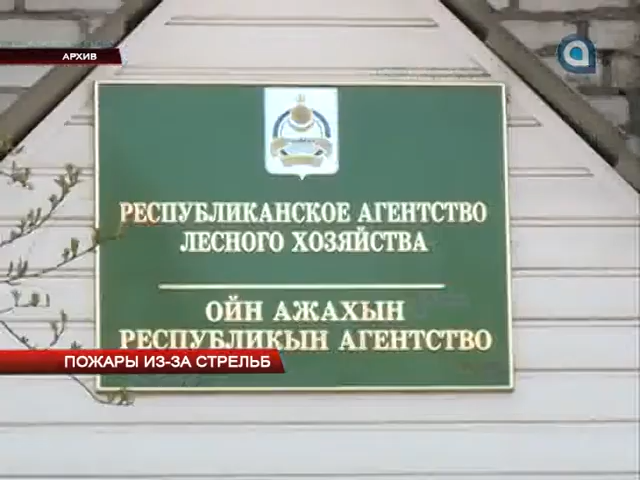 АРХИВ
РЕСПУБЛИКАНСКОЕ АГЕНТСТВО
ЛЕСНОГО ХОЗЯЙСТВА
ОЙН АЖАХЫН
РЕСПУБЛИКЫН АГЕНТСТВО
ПОЖАРЫ ИЗ-ЗА СТРЕЛЬБ